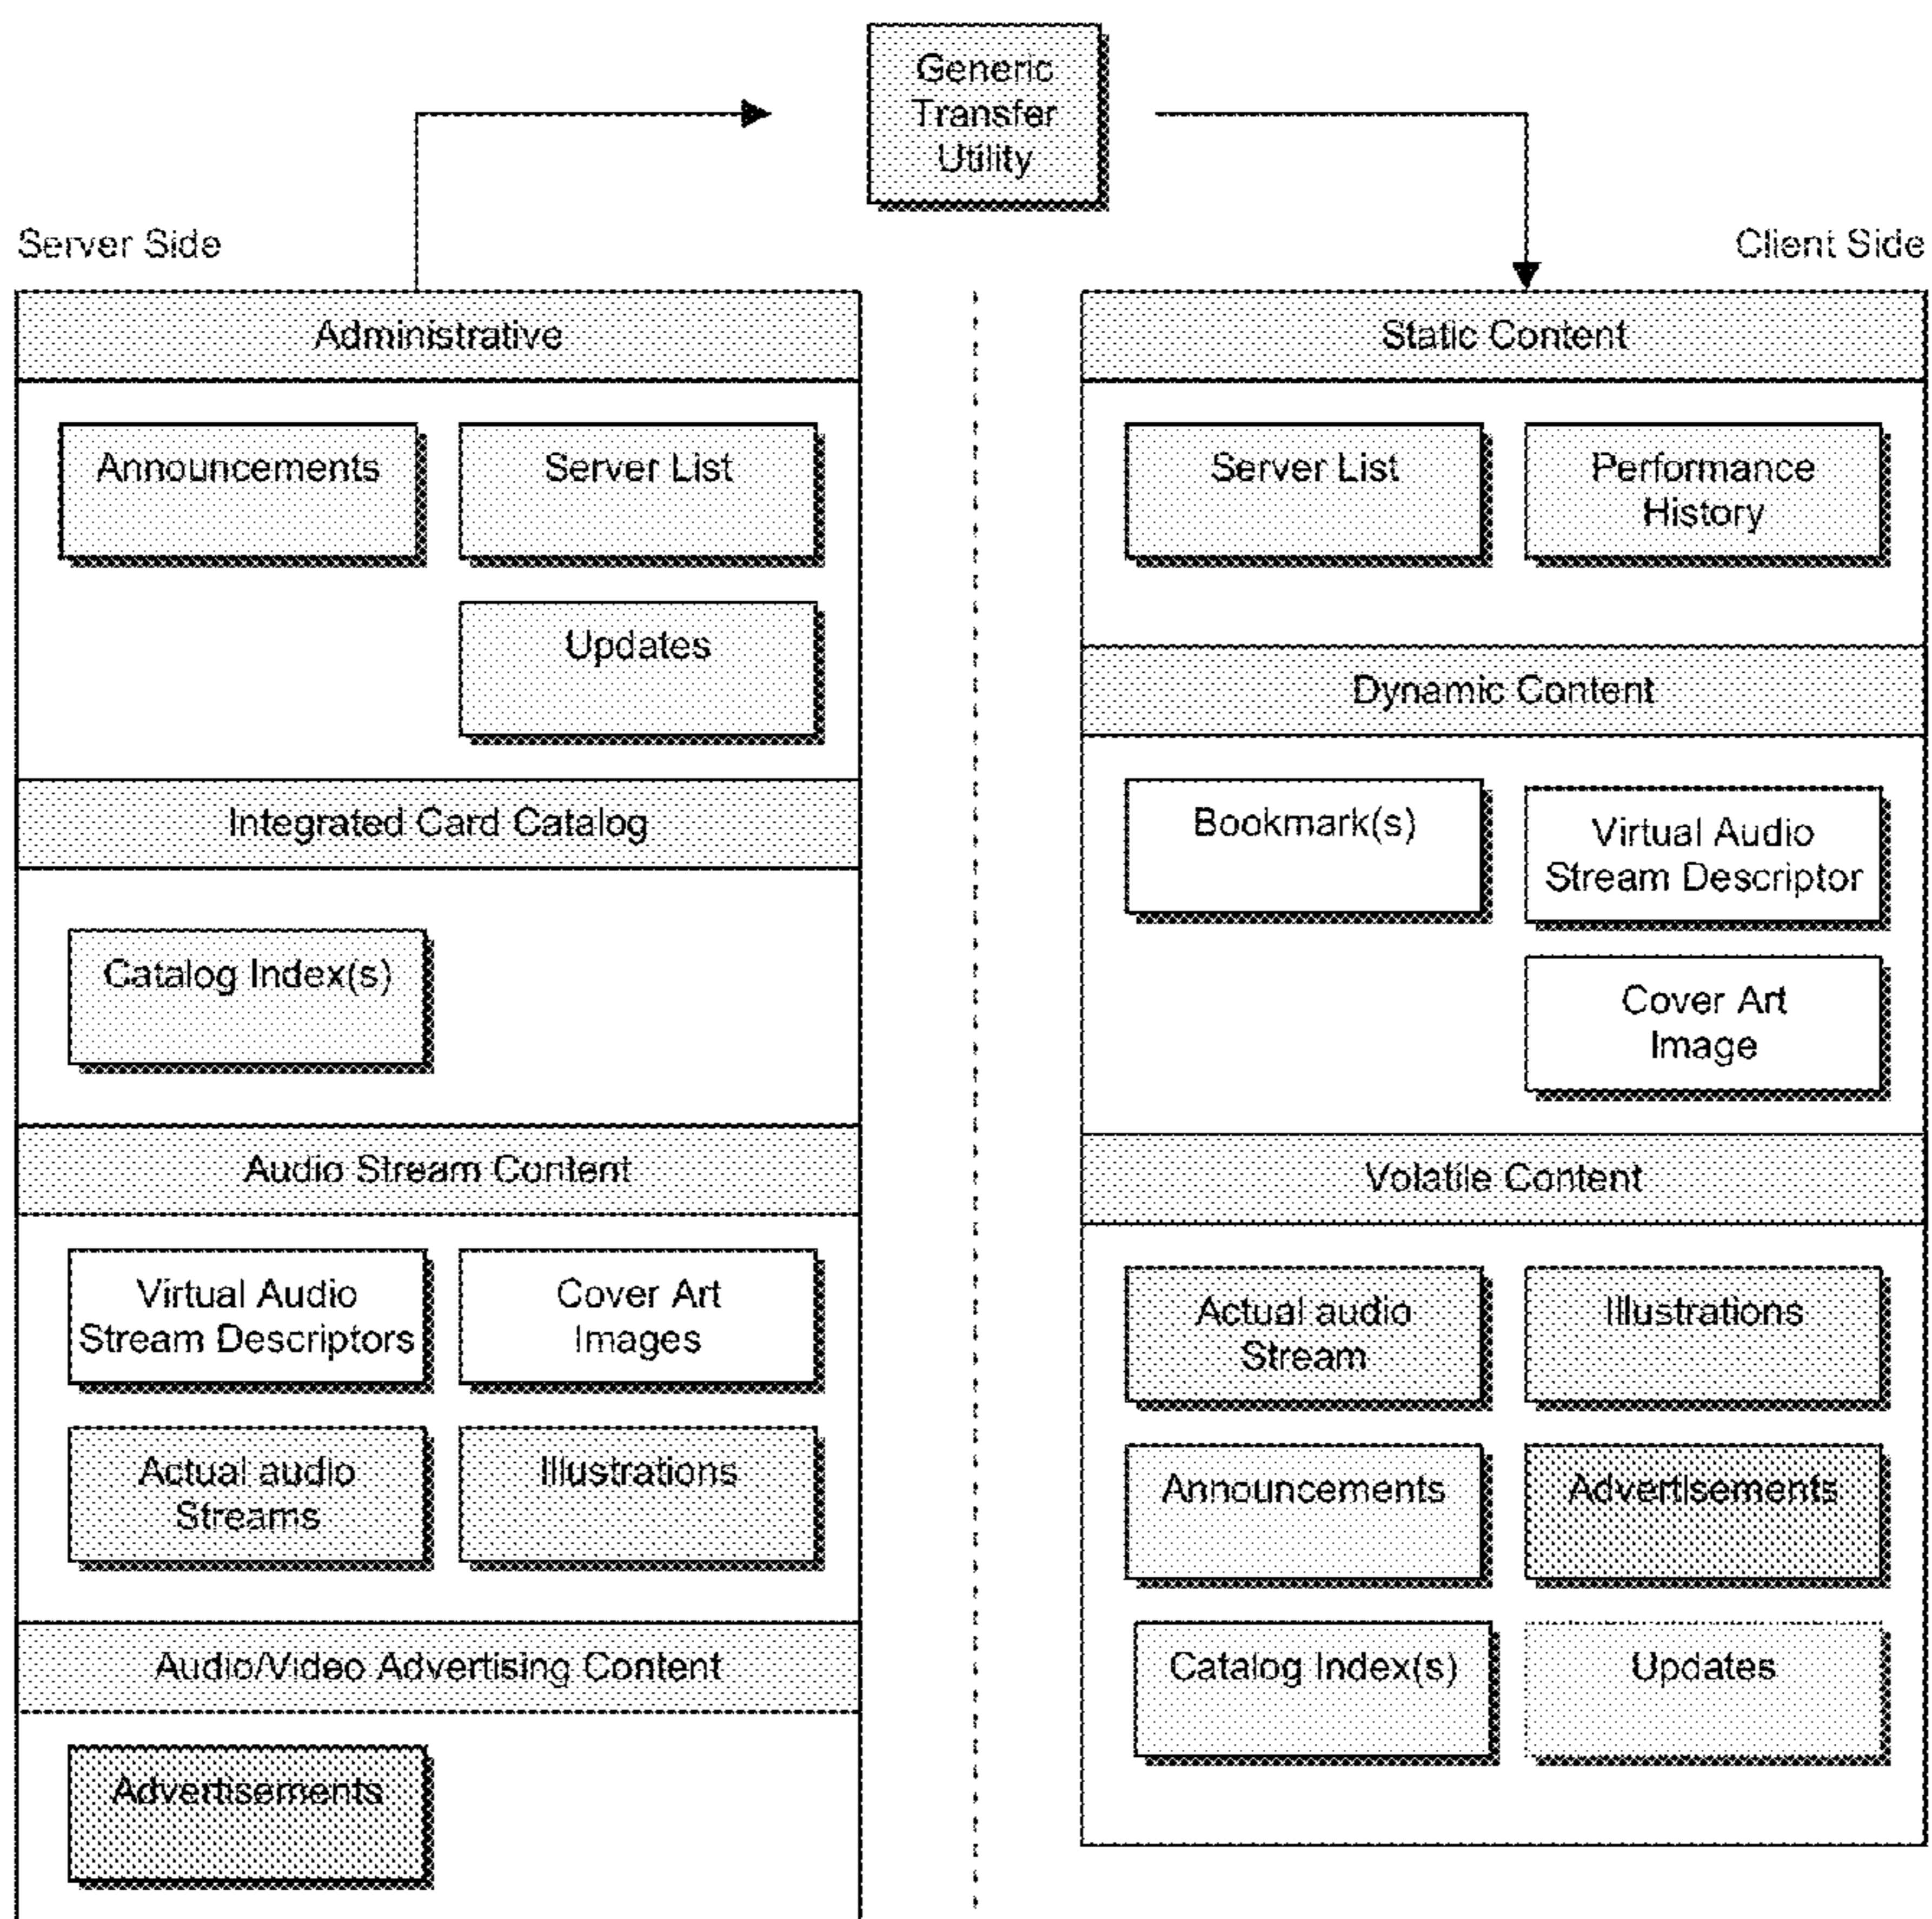 Generic
Transfer
Utility
Server Side
Client Side
Administrative
Announcements
Server List
Updates
Integrated Card Catalog
Catalog Index(s)
Audio Stream Content
Virtual Audio
Stream Descriptors
Cover Art
Images
Actual audio
Streams
Illustrations
Audio/Video Advertising Content
Advertisements
Static Content
Server List
Performance
History
Dynamic Content
Bookmark(s)
Virtual Audio
Stream Descriptor
Cover Art
Image
Volatile Content
Actual audio
Stream
Illustrations
Announcements
Advertisements
Catalog Index(s)
Updates